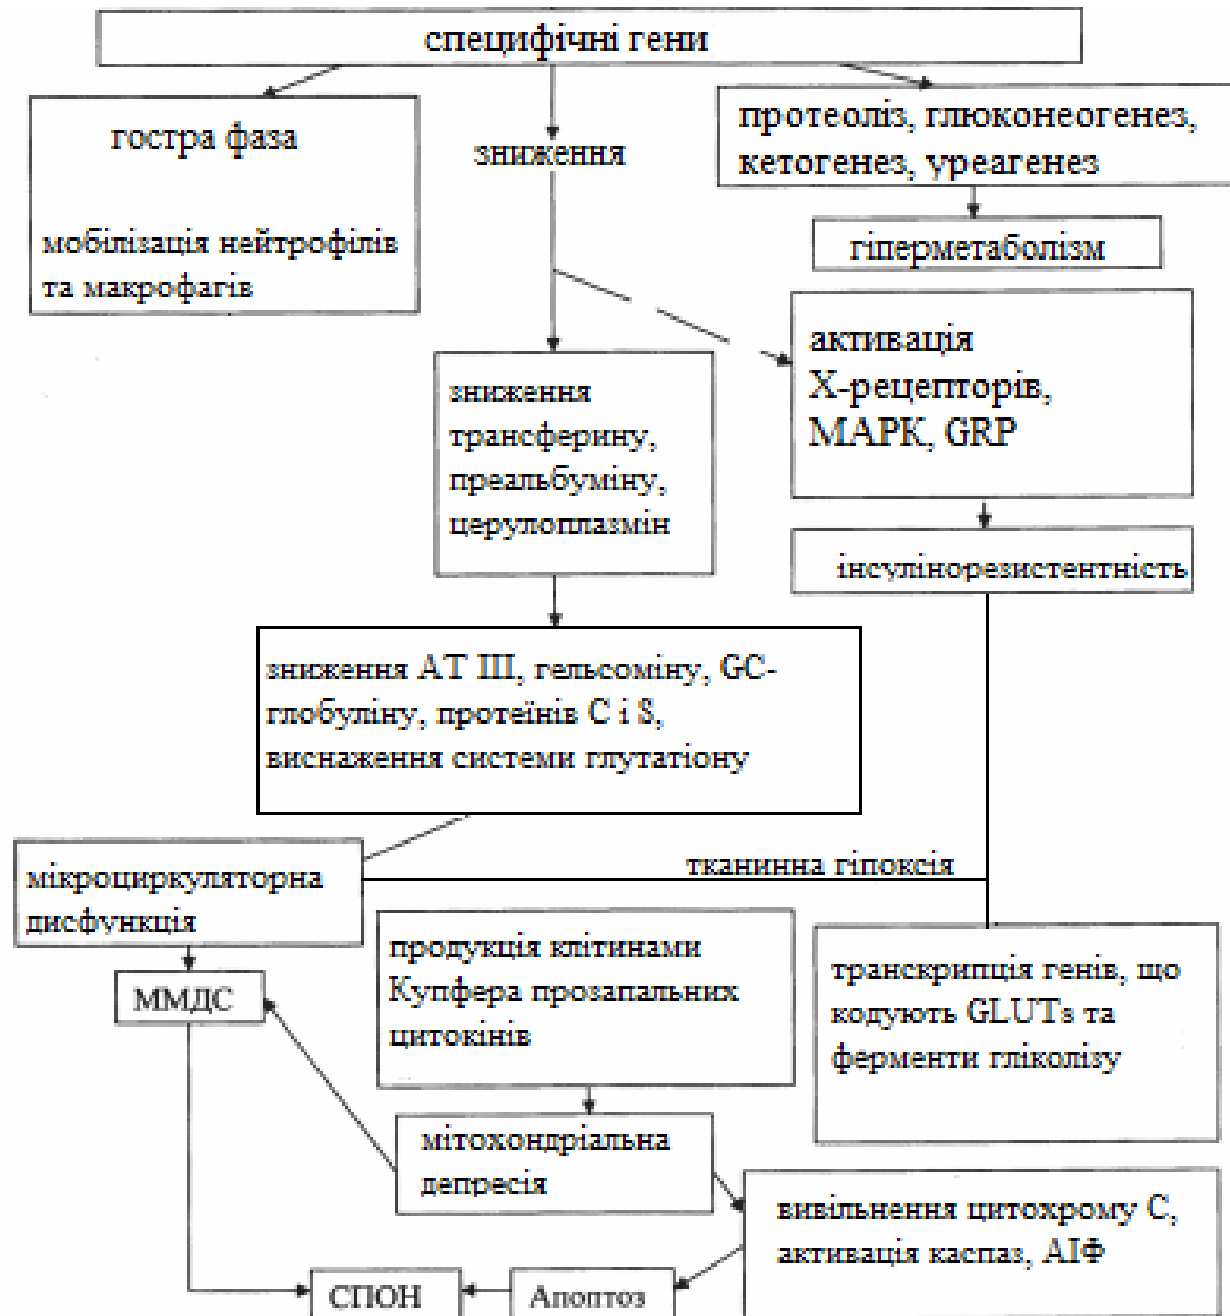 специфічні гени
гостра фаза
мобілізація нейтрофілів
та макрофагів
зниження
протеоліз, глюконеогенез,
кетогенез, уреагенез
гіперметаболізм
активація
Х-рецепторів,
МАРК, GRP
зниження
трансферину,
преальбуміну,
церулоплазмін
інсулінорезистентність
зниження АТ III, гельсоміну, GC-
глобуліну, протеїнів С і S,
виснаження системи глутатіону
мікроциркуляторна
дисфункція
тканинна гіпоксія
продукція клітинами
Купфера прозапальних
цитокінів
транскрипція генів, що
кодують GLUTs та
ферменти гліколізу
ММДС
мітохондріальна
депресія
вивільнення цитохрому С,
активація каспаз, АІФ
СПОН
Апоптоз